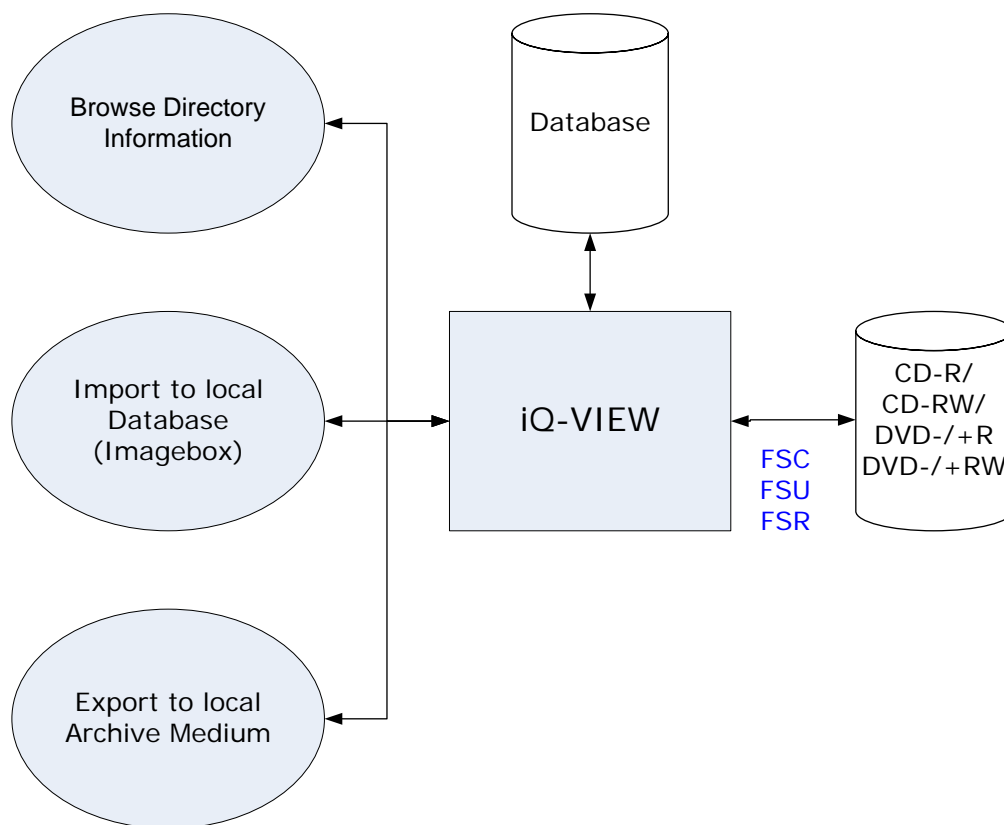 Browse Directory
Information
Database
Import to local
Database
(Imagebox)
iQ-VIEW
FSC
FSU
FSR
CD-R/
CD-RW/
DVD-/+R
DVD-/+RW
Export to local
Archive Medium